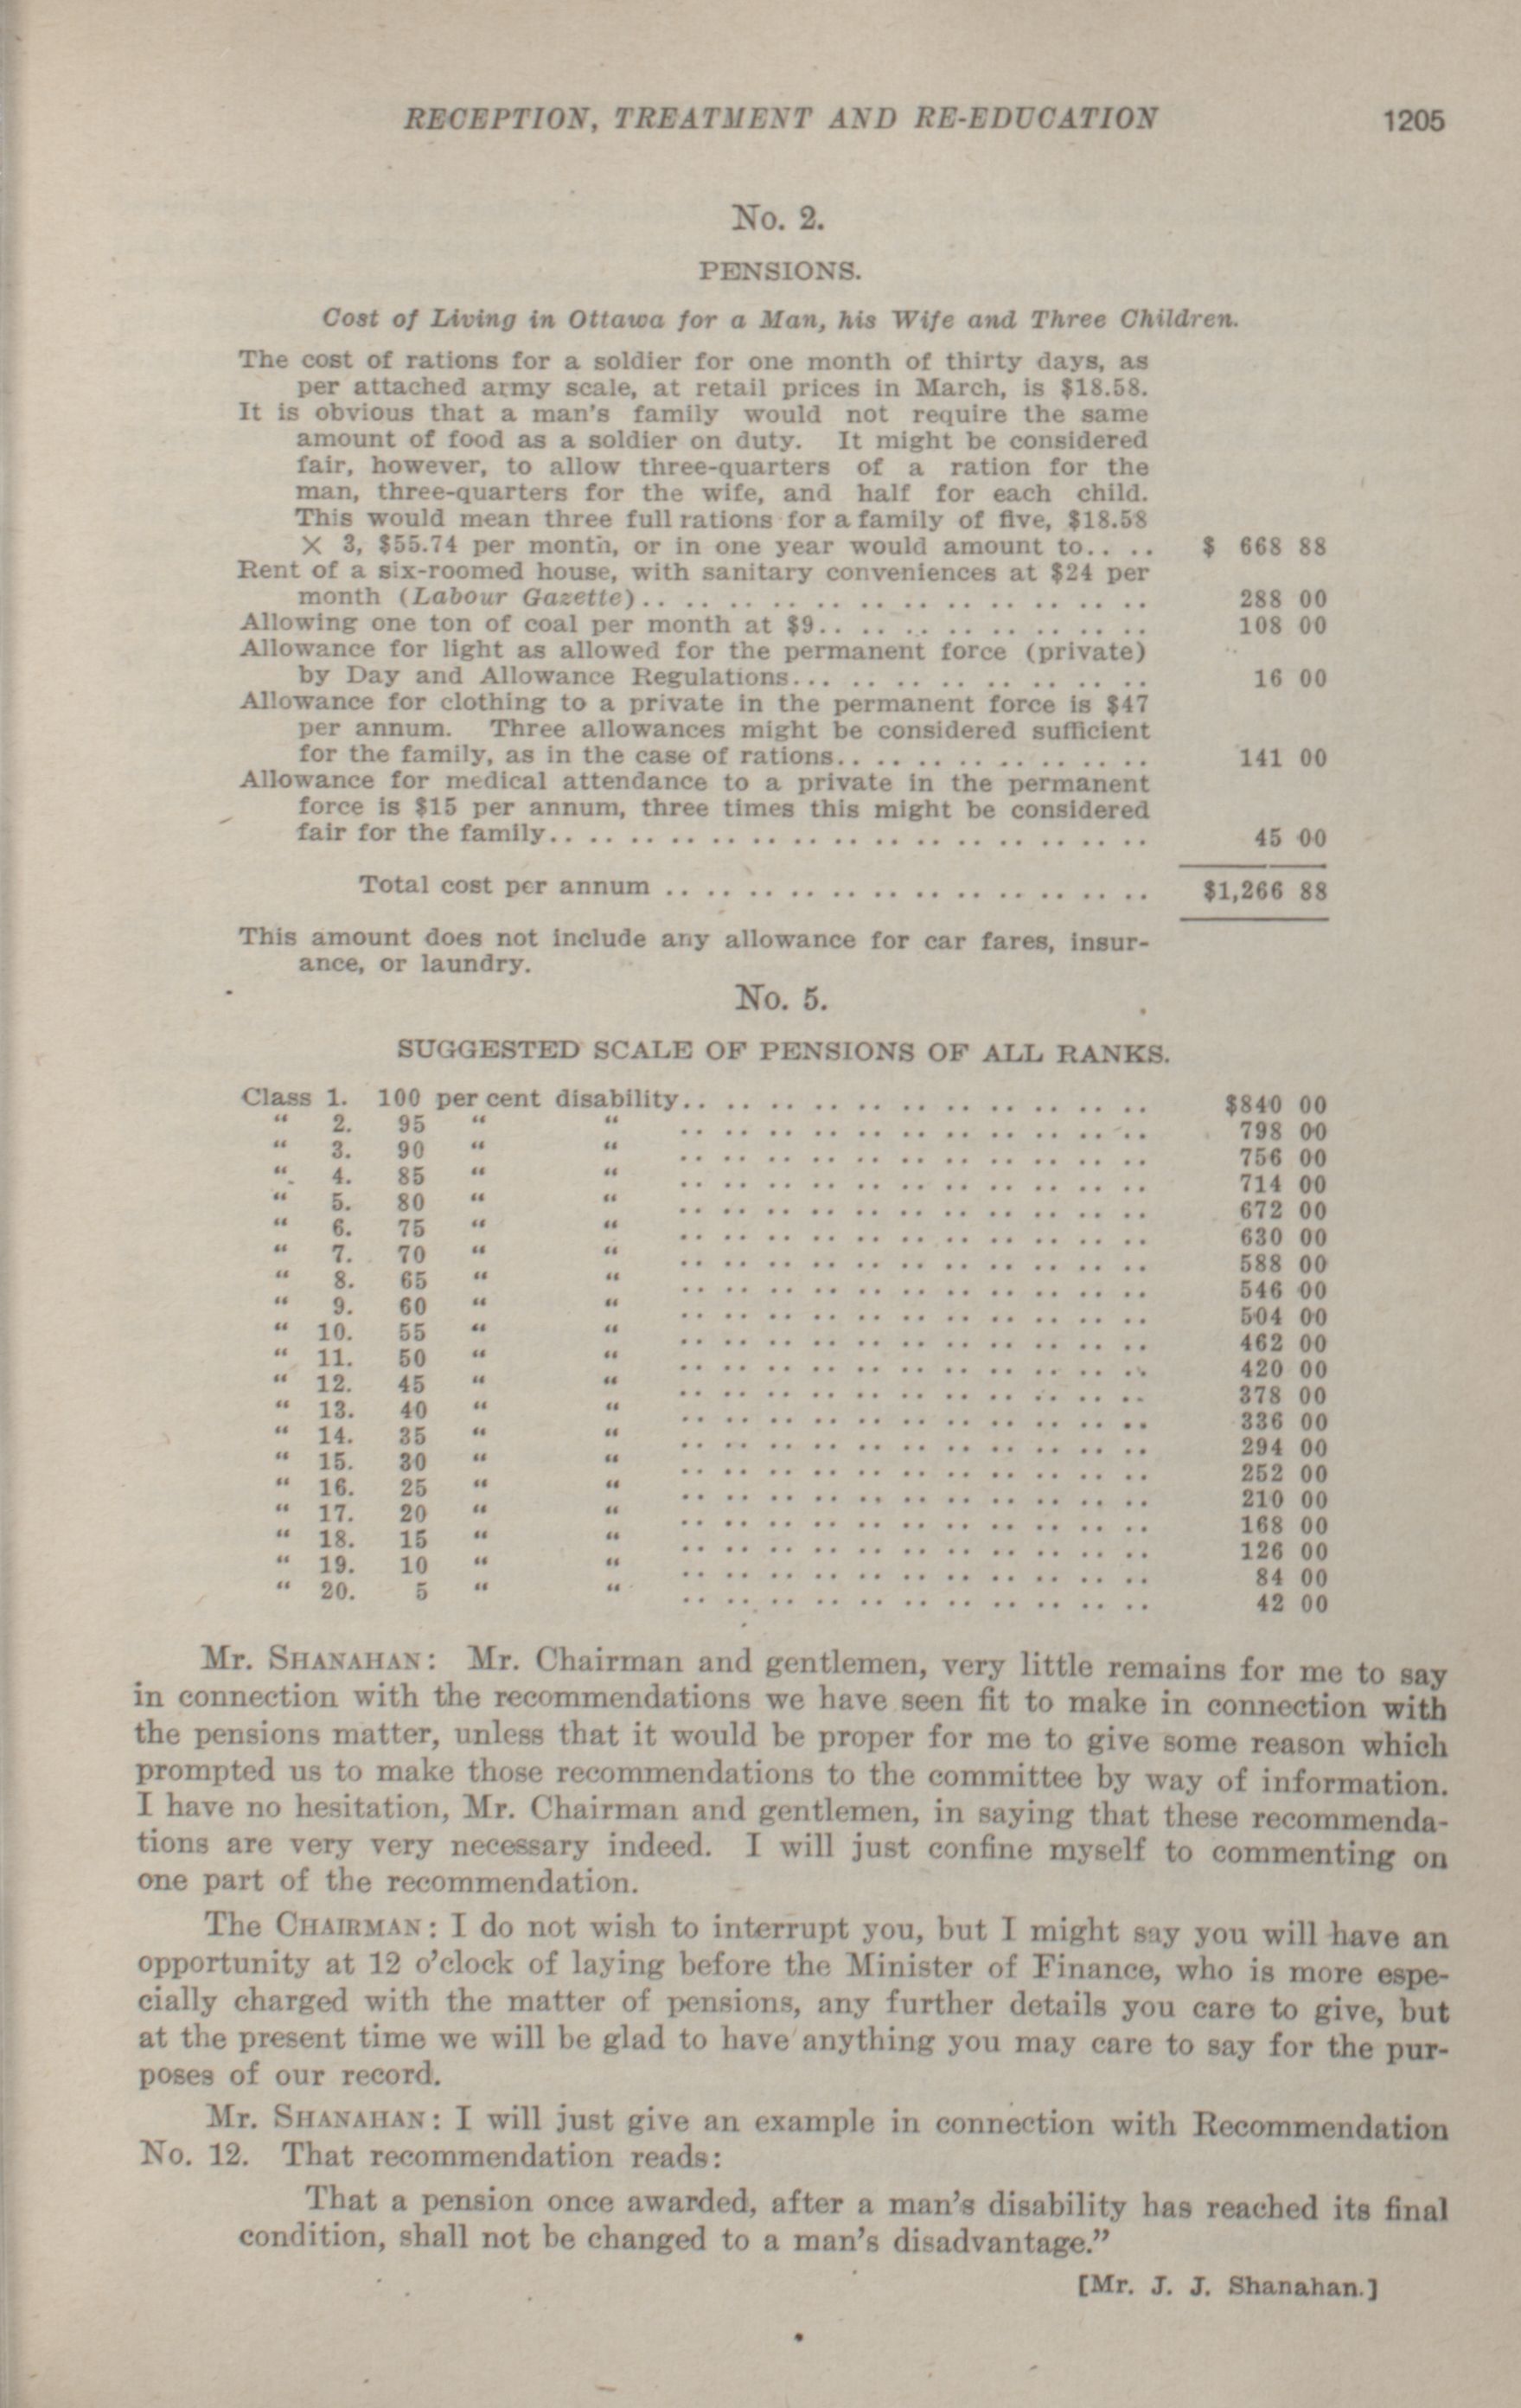 RECEPTION, TREATMENT AND RE-EDUCATION 1205
No. 2.
PENSIONS.
Cost of Living in Ottawa for a Man, his Wife and Three Children.
The cost of rations for a soldier for one month of thirty days, as
per attached army scale, at retail prices in March, is $18.58.
It is obvious that a man's family would not require the same
amount of food as a soldier on duty. It might be considered
fair, however, to allow three-quarters of a ration for the
man, three-quarters for the wife, and half for each child.
This would mean three full rations for a family of five, $18.58
× 3, $55.74 per month, or in one year would amount to.. .. $ 668 88
Rent of a six-roomed house, with sanitary conveniences at $24 per
month (Labour Gazette).. .. .. .. .. .. .. .. .. .. .. .. 288 00
Allowing one ton of coal per month at $9.. .. .. .. .. .. .. .. 108 00
Allowance for light as allowed for the permanent force (private)
by Day and Allowance Regulations... .. .. .. .. .. .. .. .. 16 00
Allowance for clothing to a private in the permanent force is $47
per annum. Three allowances might be considered sufficient
for the family, as in the case of rations.. .. .. .. .. .. .. .. 141 00
Allowance for medical attendance to a private in the permanent
force is $15 per annum, three times this might be considered
fair for the family.. .. .. .. .. .. .. .. .. .. .. .. .. .. .. 45 00
Total cost per annum .. .. .. .. .. .. .. .. .. .. .. .. $1,266 88
This amount does not include any allowance for car fares, insur-
ance, or laundry.
No. 5.
SUGGESTED SCALE OF PENSIONS OF ALL RANKS.
Class 1. 100 per cent disability.. .. .. .. .. .. .. .. .. .. .. $840 00
" 2. 95 " " .. .. .. .. .. .. .. .. .. .. .. 798 00
" 3. 90 " " .. .. .. .. .. .. .. .. .. .. .. 756 00
" 4. 85 " " .. .. .. .. .. .. .. .. .. .. .. 714 00
" 5. 80 " " .. .. .. .. .. .. .. .. .. .. .. 672 00
" 6. 75 " " .. .. .. .. .. .. .. .. .. .. .. 630 00
" 7. 70 " " .. .. .. .. .. .. .. .. .. .. .. 588 00
" 8. 65 " " .. .. .. .. .. .. .. .. .. .. .. 546 00
" 9. 60 " " .. .. .. .. .. .. .. .. .. .. .. 504 00
" 10. 55 " " .. .. .. .. .. .. .. .. .. .. .. 462 00
" 11. 50 " " .. .. .. .. .. .. .. .. .. .. .. 420 00
" 12. 45 " " .. .. .. .. .. .. .. .. .. .. .. 378 00
" 13. 40 " " .. .. .. .. .. .. .. .. .. .. .. 336 00
" 14. 35 " " .. .. .. .. .. .. .. .. .. .. .. 294 00
" 15. 30 " " .. .. .. .. .. .. .. .. .. .. .. 252 00
" 16. 25 " " .. .. .. .. .. .. .. .. .. .. .. 210 00
" 17. 20 " " .. .. .. .. .. .. .. .. .. .. .. 168 00
" 18. 15 " " .. .. .. .. .. .. .. .. .. .. .. 126 00
" 19. 10 " " .. .. .. .. .. .. .. .. .. .. .. 84 00
" 20. 5 " " .. .. .. .. .. .. .. .. .. .. .. 42 00
Mr. SHANAHAN: Mr. Chairman and gentlemen, very little remains for me to say
in connection with the recommendations we have seen fit to make in connection with
the pensions matter, unless that it would be proper for me to give some reason which
prompted us to make those recommendations to the committee by way of information.
I have no hesitation, Mr. Chairman and gentlemen, in saying that these recommenda-
tions are very very necessary indeed. I will just confine myself to commenting on
one part of the recommendation.
The CHAIRMAN: I do not wish to interrupt you, but I might say you will have an
opportunity at 12 o'clock of laying before the Minister of Finance, who is more espe-
cially charged with the matter of pensions, any further details you care to give, but
at the present time we will be glad to have anything you may care to say for the pur-
poses of our record.
Mr. SHANAHAN: I will just give an example in connection with Recommendation
No. 12. That recommendation reads:
That a pension once awarded, after a man's disability has reached its final
condition, shall not be changed to a man's disadvantage."
[Mr. J. J. Shanahan.]